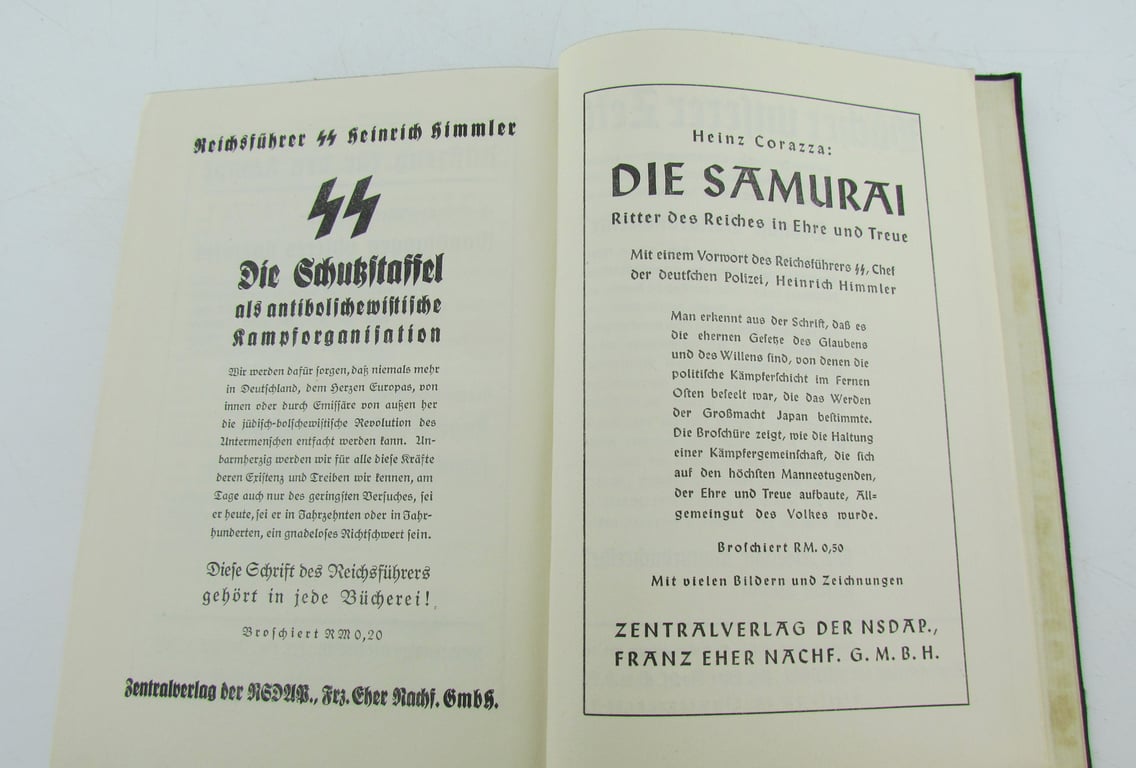 Reichsführer SS Heinrich Himmler
SS
Die Schutzstaffel
als antibolschewistische
Kampforganisation
Wir werden dafür sorgen, daß niemals mehr
in Deutschland, dem Herzen Europas, von
innen oder durch Emissäre von außen her
die jüdisch-bolschewistische Revolution des
Untermenschen entfacht werden kann. Un-
barmherzig werden wir für alle diese Kräfte
deren Existenz und Treiben wir kennen, am
Tage auch nur des geringsten Versuches, sei
er heute, sei er in Jahrzehnten oder in Jahr-
hunderten, ein gnadeloses Richtschwert sein.
Diese Schrift des Reichsführers
gehört in jede Bücherei!
Broschiert RM 0,20
Zentralverlag der NSDAP., Frz. Eher Nachf. GmbH.
Heinz Corazza:
DIE SAMURAI
Ritter des Reiches in Ehre und Treue
Mit einem Vorwort des Reichsführers SS, Chef
der deutschen Polizei, Heinrich Himmler
Man erkennt aus der Schrift, daß es
die ehernen Gesetze des Glaubens
und des Willens sind, von denen die
politische Kämpferschicht im Fernen
Osten beseelt war, die das Werden
der Großmacht Japan bestimmte.
Die Broschüre zeigt, wie die Haltung
einer Kämpfergemeinschaft, die sich
auf den höchsten Mannestugenden,
der Ehre und Treue aufbaute, All-
gemeingut des Volkes wurde.
Broschiert RM. 0,50
Mit vielen Bildern und Zeichnungen
ZENTRALVERLAG DER NSDAP.,
FRANZ EHER NACHF. G. M. B. H.